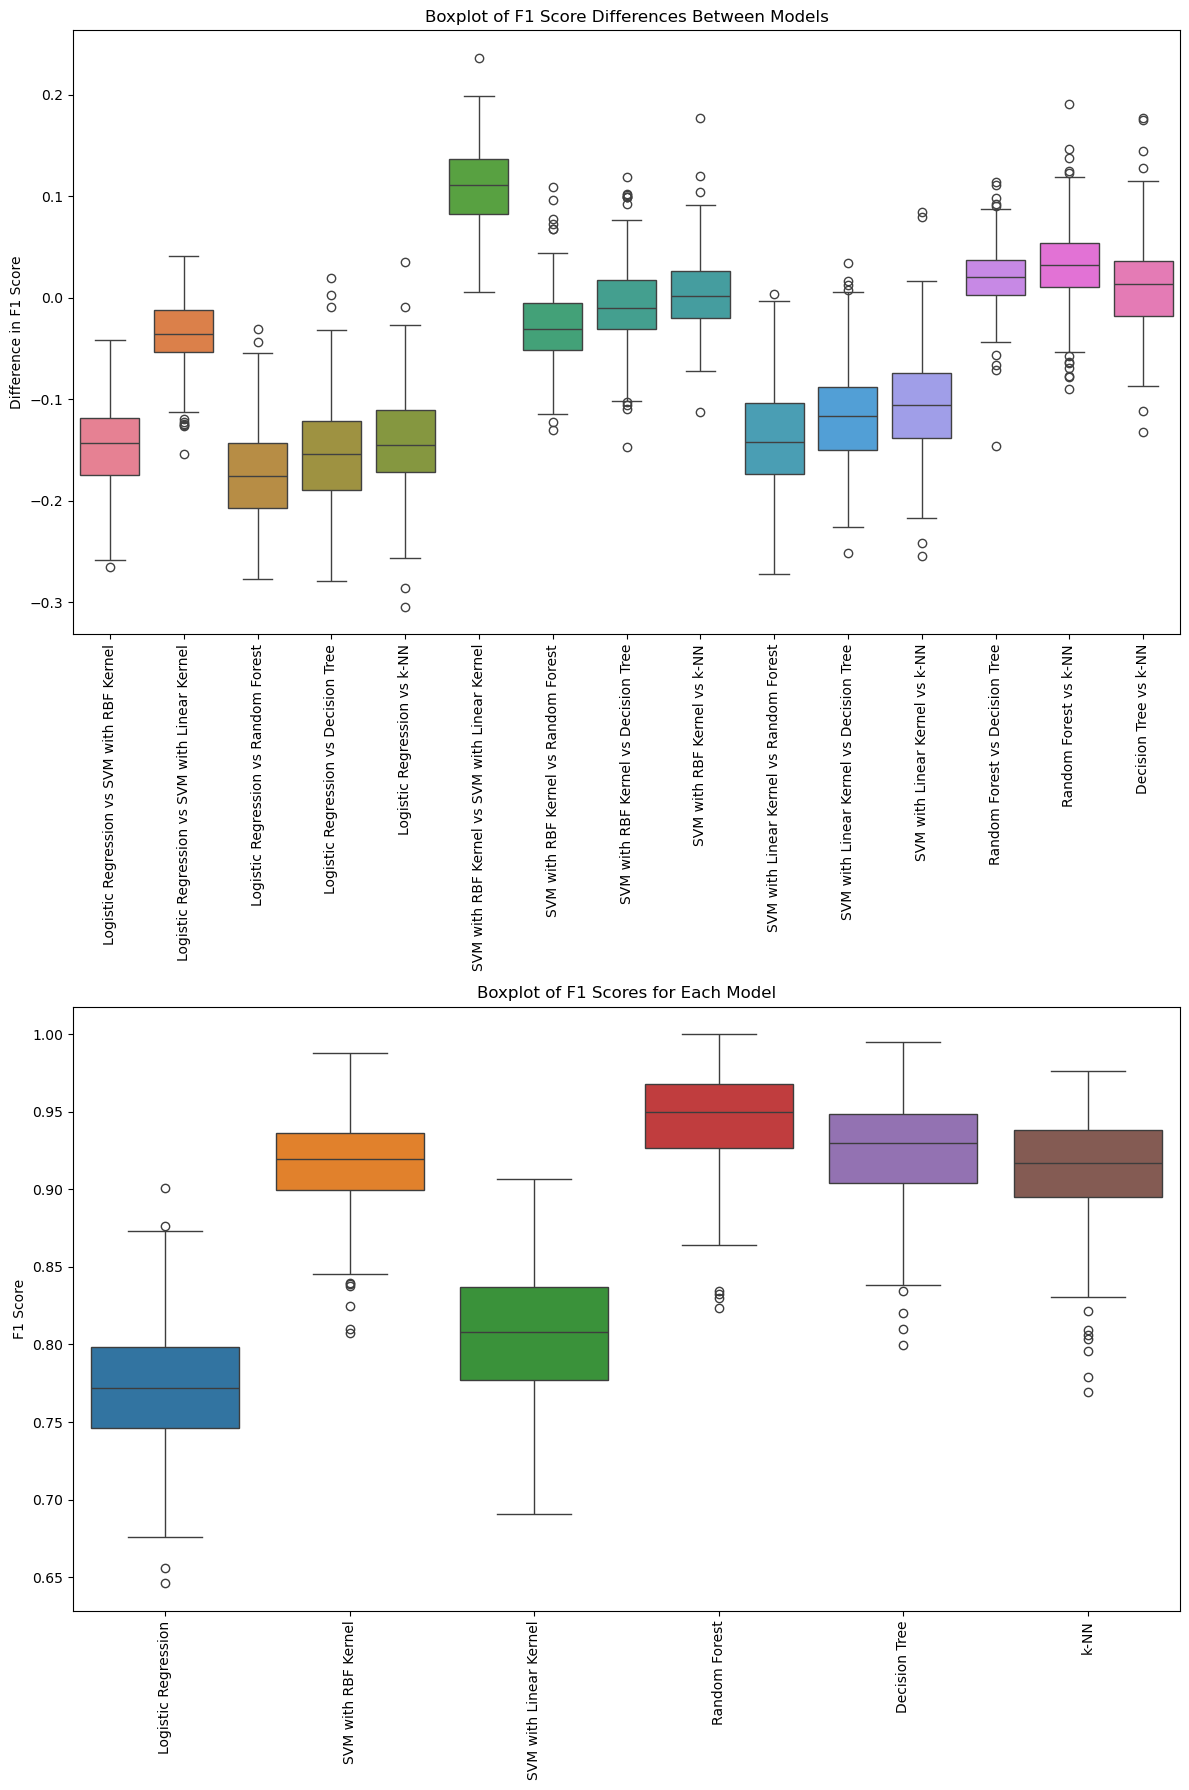 Boxplot of F1 Score Differences Between Models
Difference in F1 Score
0.2
0.1
0.0
−0.1
−0.2
−0.3
Logistic Regression vs SVM with RBF Kernel
Logistic Regression vs SVM with Linear Kernel
Logistic Regression vs Random Forest
Logistic Regression vs Decision Tree
Logistic Regression vs k-NN
SVM with RBF Kernel vs SVM with Linear Kernel
SVM with RBF Kernel vs Random Forest
SVM with RBF Kernel vs Decision Tree
SVM with RBF Kernel vs k-NN
SVM with Linear Kernel vs Random Forest
SVM with Linear Kernel vs Decision Tree
SVM with Linear Kernel vs k-NN
Random Forest vs Decision Tree
Random Forest vs k-NN
Decision Tree vs k-NN
Boxplot of F1 Scores for Each Model
F1 Score
1.00
0.95
0.90
0.85
0.80
0.75
0.70
0.65
Logistic Regression
SVM with RBF Kernel
SVM with Linear Kernel
Random Forest
Decision Tree
k-NN